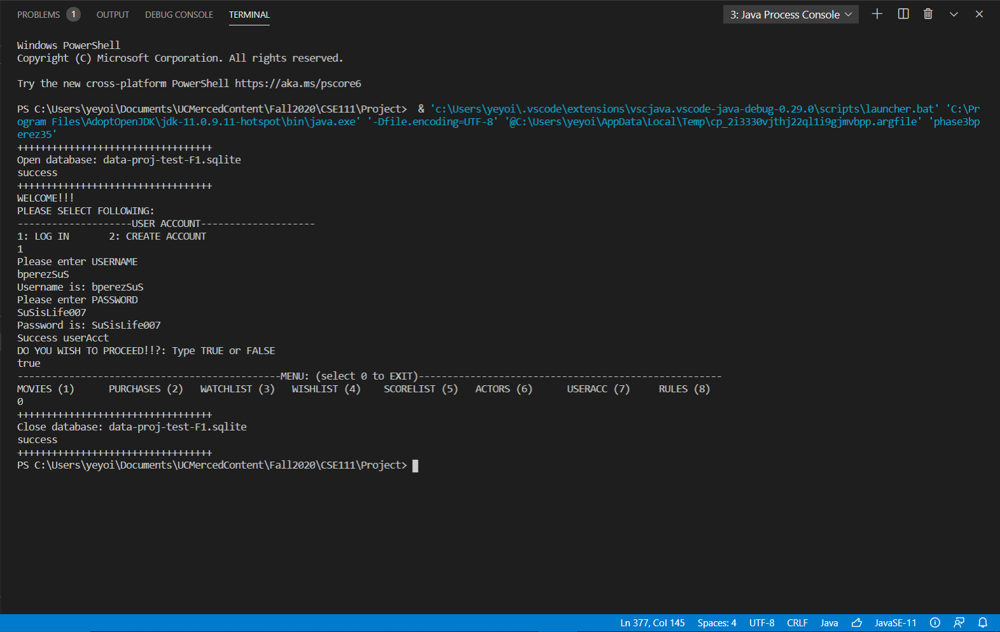 PROBLEMS 1 OUTPUT DEBUG CONSOLE TERMINAL 3: Java Process Console
Windows PowerShell
Copyright (C) Microsoft Corporation. All rights reserved.
Try the new cross-platform PowerShell https://aka.ms/pscore6
PS C:\Users\yeyoi\Documents\UCMercedContent\Fall2020\CSE111\Project>  & 'c:\Users\yeyoi\.vscode\extensions\vscjava.vscode-java-debug-0.29.0\scripts\launcher.bat' 'C:\Pr
ogram Files\AdoptOpenJDK\jdk-11.0.9.11-hotspot\bin\java.exe' '-Dfile.encoding=UTF-8' '@C:\Users\yeyoi\AppData\Local\Temp\cp_2i3330vjthj22ql1i9gjmvbpp.argfile' 'phase3bp
erez35'
++++++++++++++++++++++++++++++++++
Open database: data-proj-test-F1.sqlite
success
++++++++++++++++++++++++++++++++++
WELCOME!!!
PLEASE SELECT FOLLOWING:
--------------------USER ACCOUNT--------------------
1: LOG IN       2: CREATE ACCOUNT
1
Please enter USERNAME
bperezSuS
Username is: bperezSuS
Please enter PASSWORD
SuSisLife007
Password is: SuSisLife007
Success userAcct
DO YOU WISH TO PROCEED!!?: Type TRUE or FALSE
true
----------------------------------------------MENU: (select 0 to EXIT)-----------------------------------------------------
MOVIES (1)      PURCHASES (2)   WATCHLIST (3)   WISHLIST (4)    SCORELIST (5)   ACTORS (6)      USERACC (7)     RULES (8)
0
++++++++++++++++++++++++++++++++++
Close database: data-proj-test-F1.sqlite
success
++++++++++++++++++++++++++++++++++
PS C:\Users\yeyoi\Documents\UCMercedContent\Fall2020\CSE111\Project>
Ln 377, Col 145 Spaces: 4 UTF-8 CRLF Java JavaSE-11